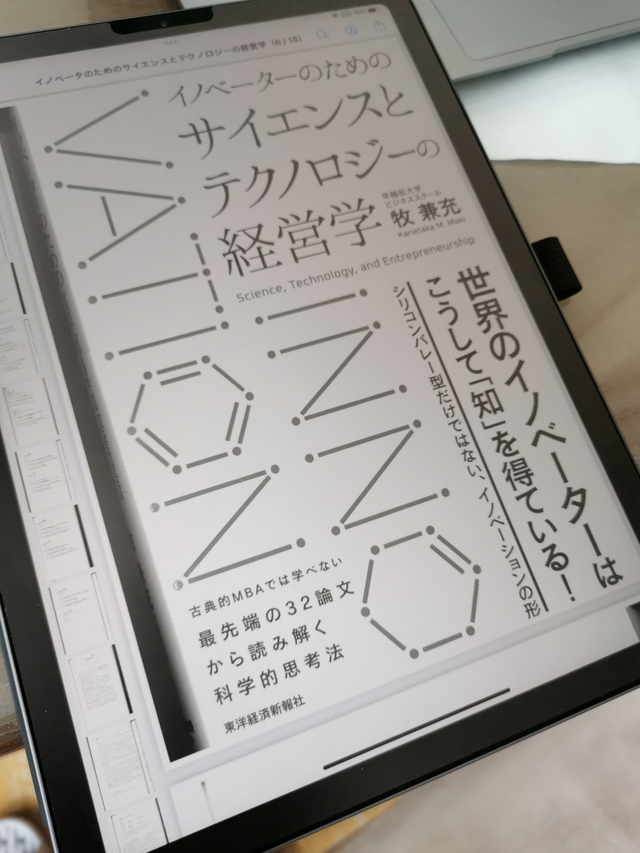 イノベータのためのサイエンスとテクノロジーの経営学 (6 / 18)
イノベーターのための
サイエンスと
テクノロジーの
経営学
早稲田大学
ビジネススクール
牧 兼充
Kanetaka M. Maki
Science, Technology, and Entrepreneurship
世界のイノベーターは
こうして「知」を得ている!
シリコンバレー型だけではない、イノベーションの形
INNO
VATION
古典的MBAでは学べない
最先端の32論文
から読み解く
科学的思考法
東洋経済新報社